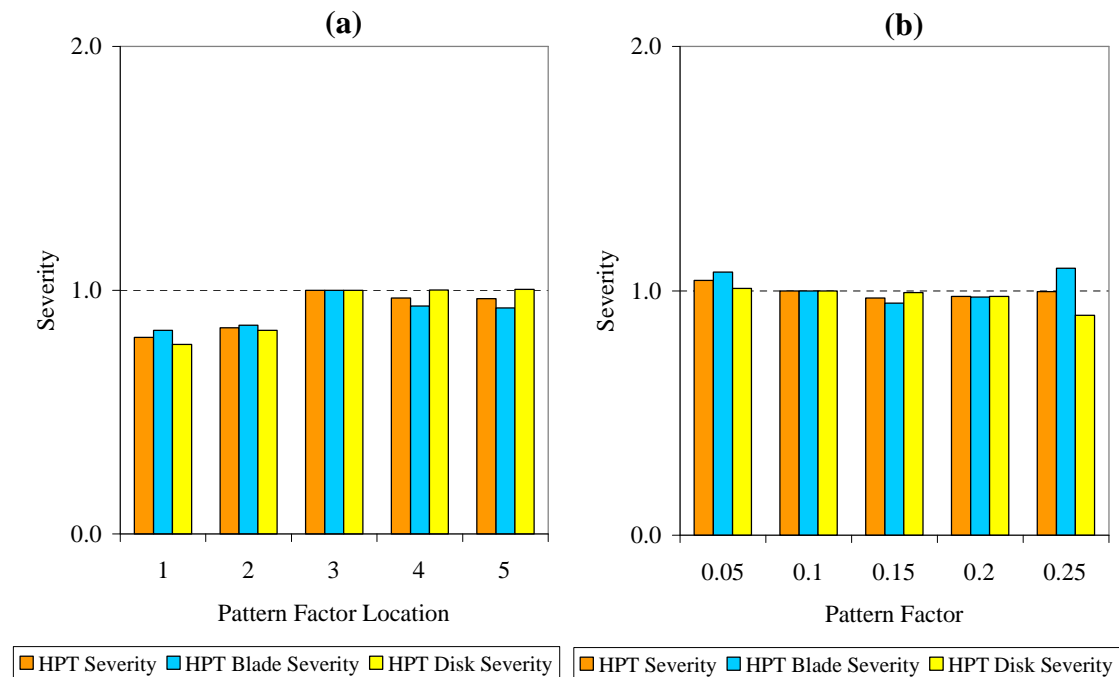 (a)
2.0
1.0
0.0
Severity
1 2 3 4 5
Pattern Factor Location
HPT Severity HPT Blade Severity HPT Disk Severity
(b)
2.0
1.0
0.0
Severity
0.05 0.1 0.15 0.2 0.25
Pattern Factor
HPT Severity HPT Blade Severity HPT Disk Severity